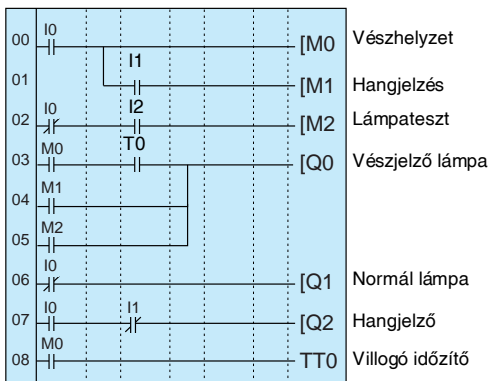 00 I0 [M0 Vészhelyzet
01 I1 [M1 Hangjelzés
02 I0 I2 [M2 Lámpateszt
03 M0 T0 [Q0 Vészjelző lámpa
04 M1
05 M2
06 I0 [Q1 Normál lámpa
07 I0 I1 [Q2 Hangjelző
08 M0 TT0 Villogó időzítő